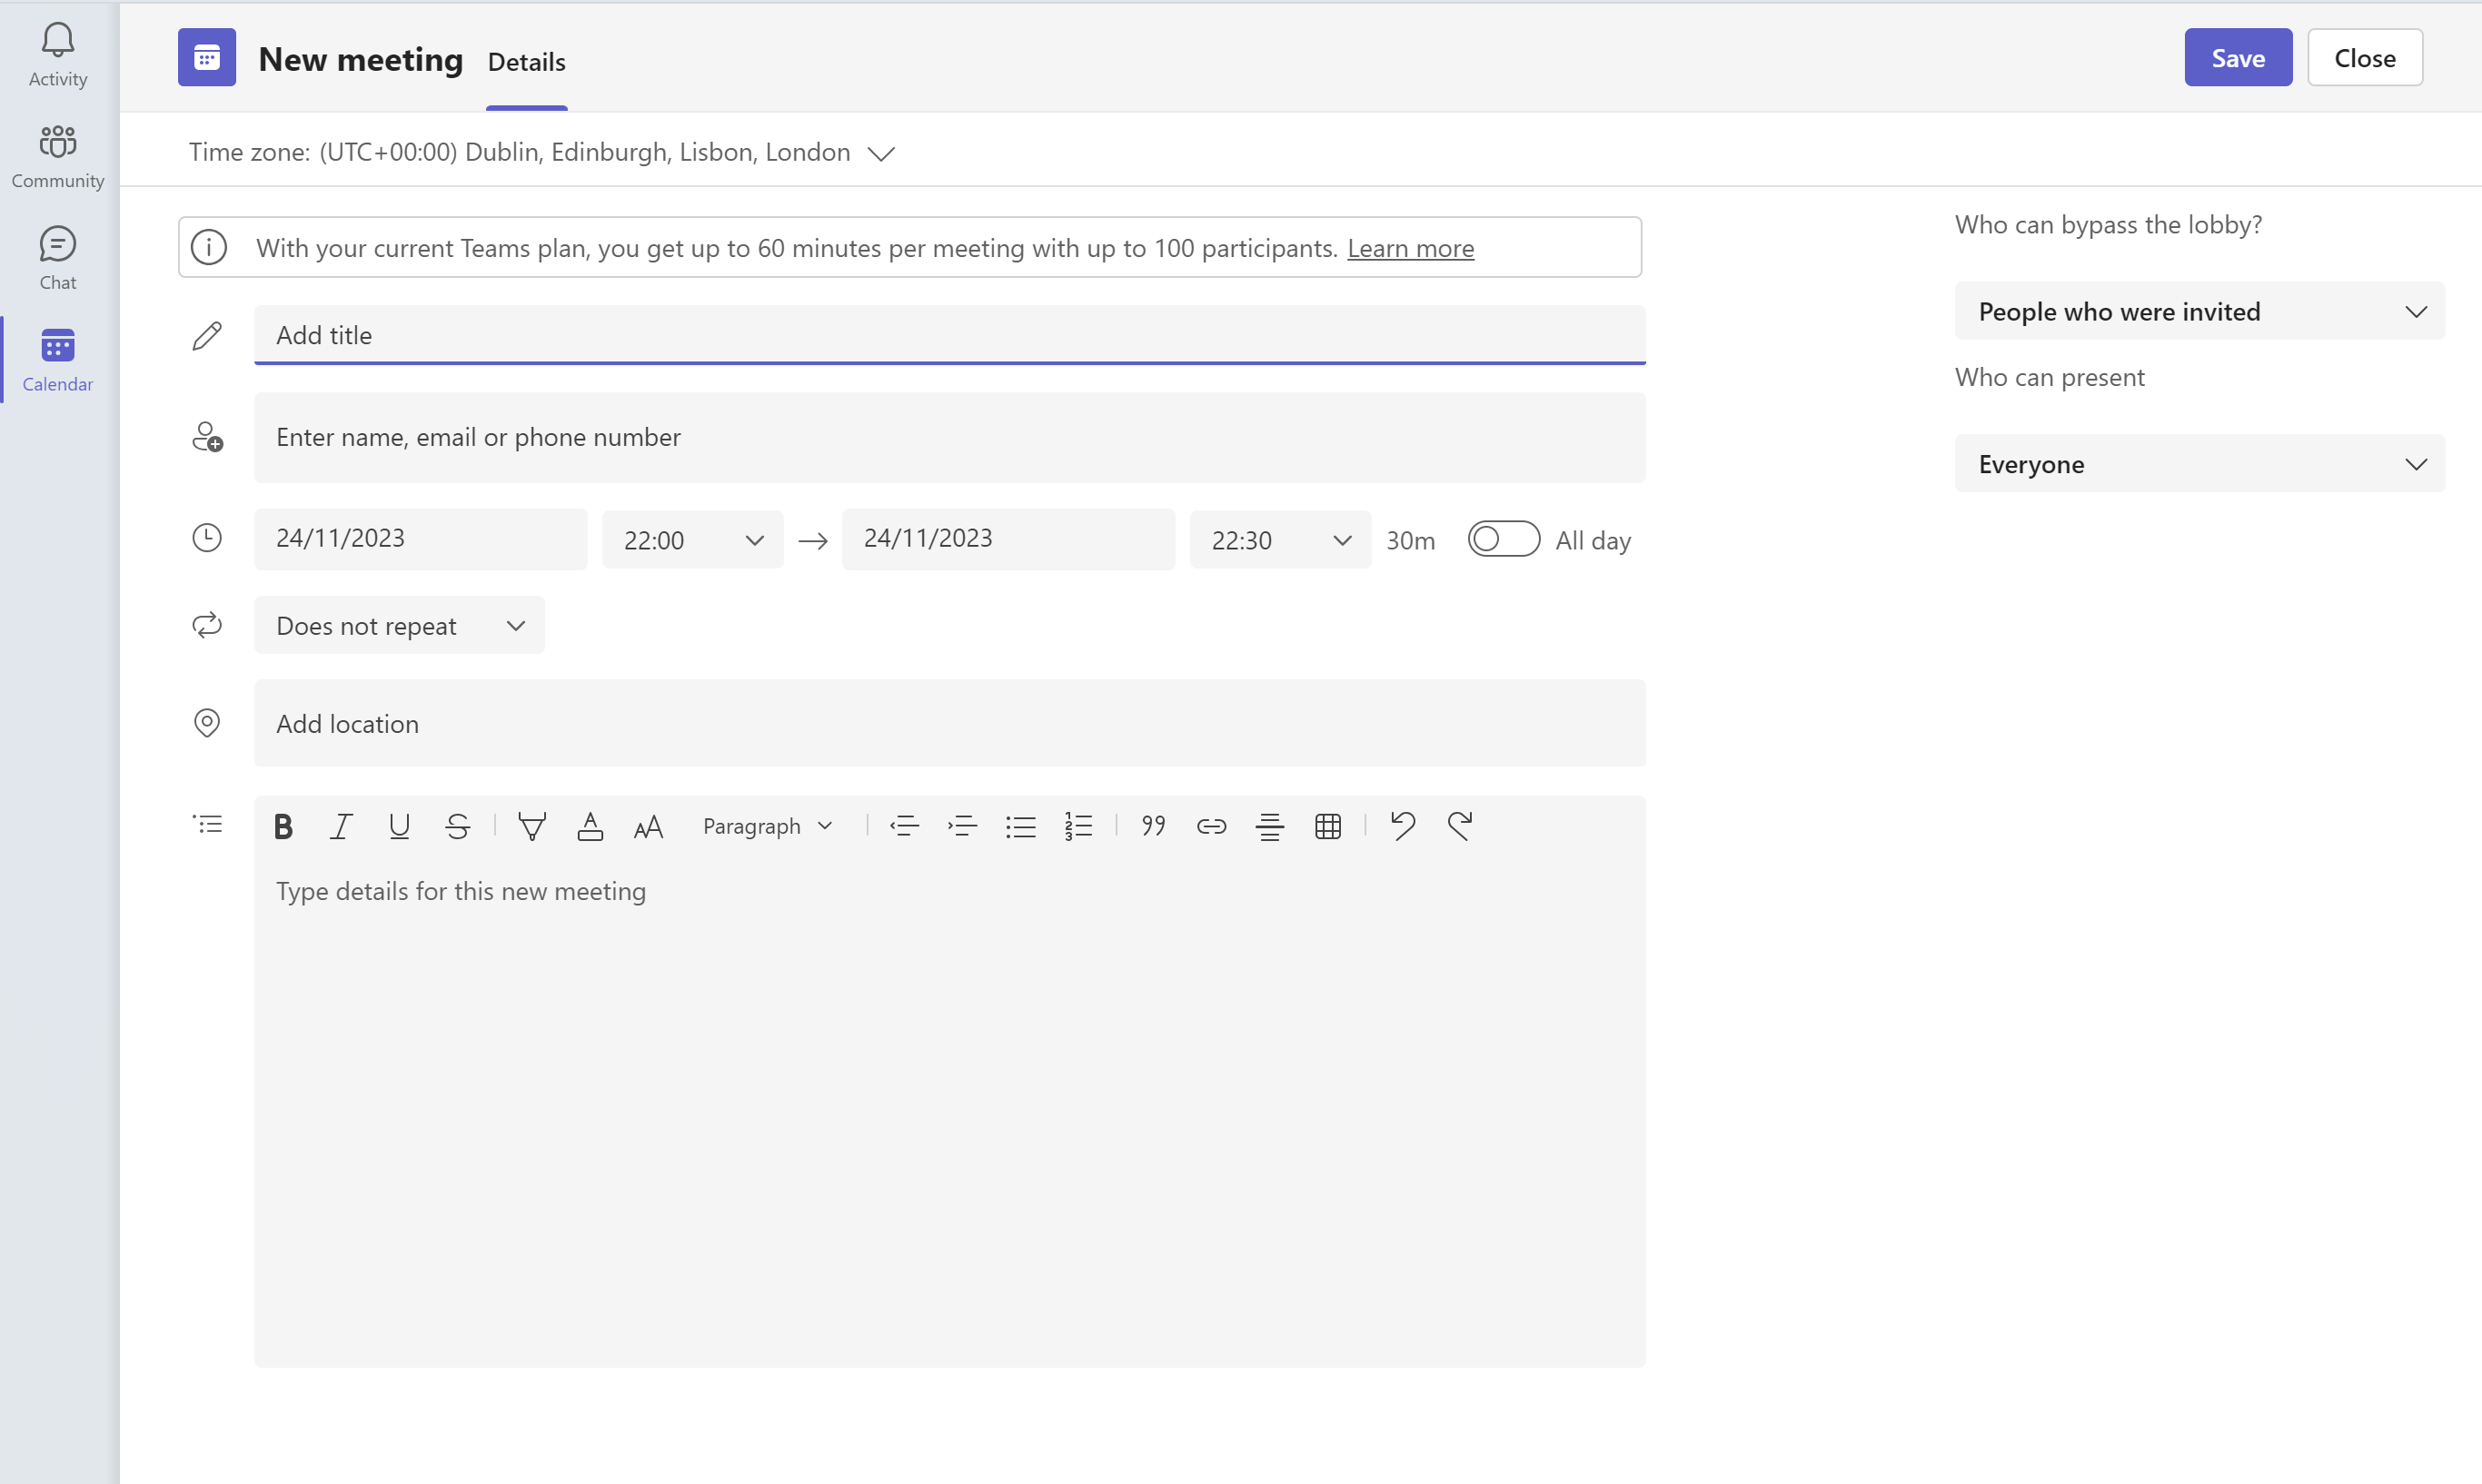 Activity
Community
Chat
Calendar
New meeting Details
Save Close
Time zone: (UTC+00:00) Dublin, Edinburgh, Lisbon, London
With your current Teams plan, you get up to 60 minutes per meeting with up to 100 participants. Learn more
Add title
Enter name, email or phone number
24/11/2023 22:00 24/11/2023 22:30 30m All day
Does not repeat
Add location
Paragraph
Type details for this new meeting
Who can bypass the lobby?
People who were invited
Who can present
Everyone